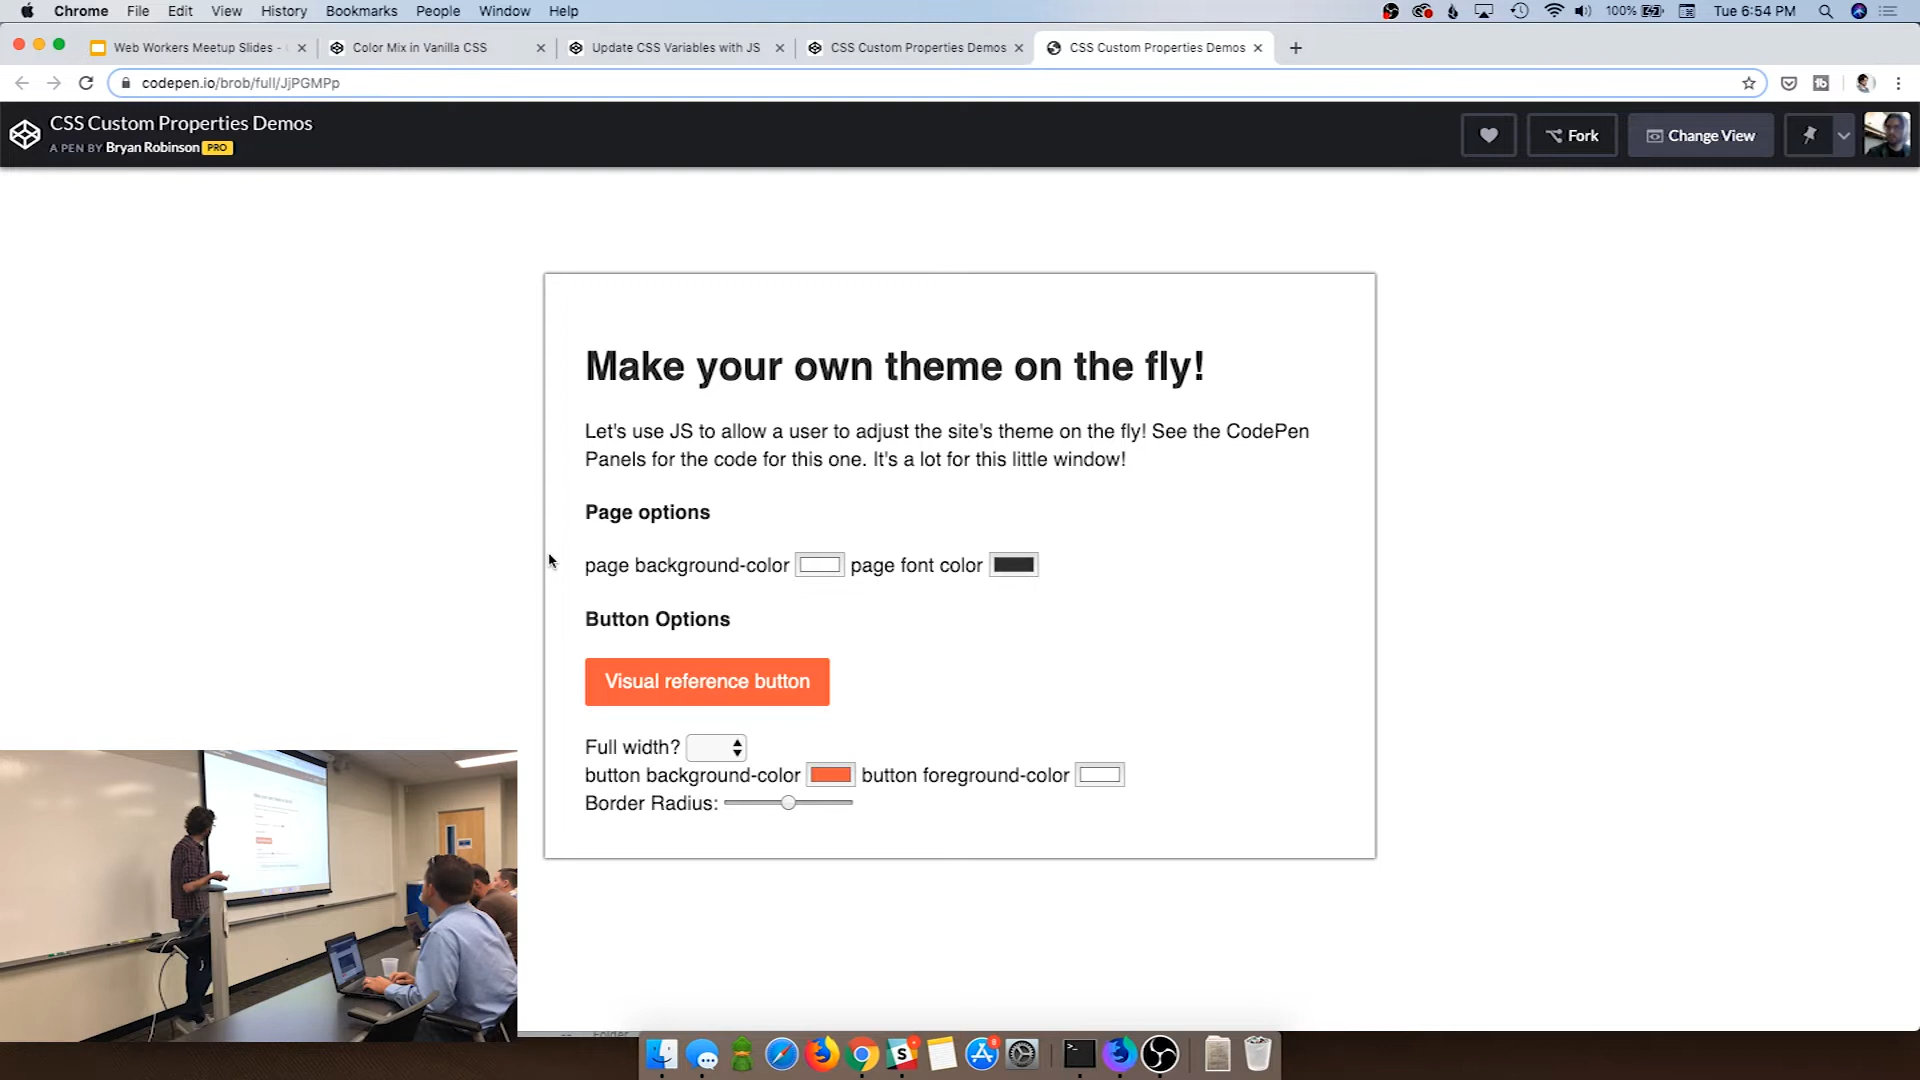 Chrome File Edit View History Bookmarks People Window Help 100% Tue 6:54 PM
Web Workers Meetup Slides - Color Mix in Vanilla CSS Update CSS Variables with JS CSS Custom Properties Demos CSS Custom Properties Demos
codepen.io/brob/full/JjPGMPp
CSS Custom Properties Demos
A PEN BY Bryan Robinson PRO
Fork Change View
Make your own theme on the fly!
Let's use JS to allow a user to adjust the site's theme on the fly! See the CodePen
Panels for the code for this one. It's a lot for this little window!
Page options
page background-color page font color
Button Options
Visual reference button
Full width?
button background-color button foreground-color
Border Radius:
Folder